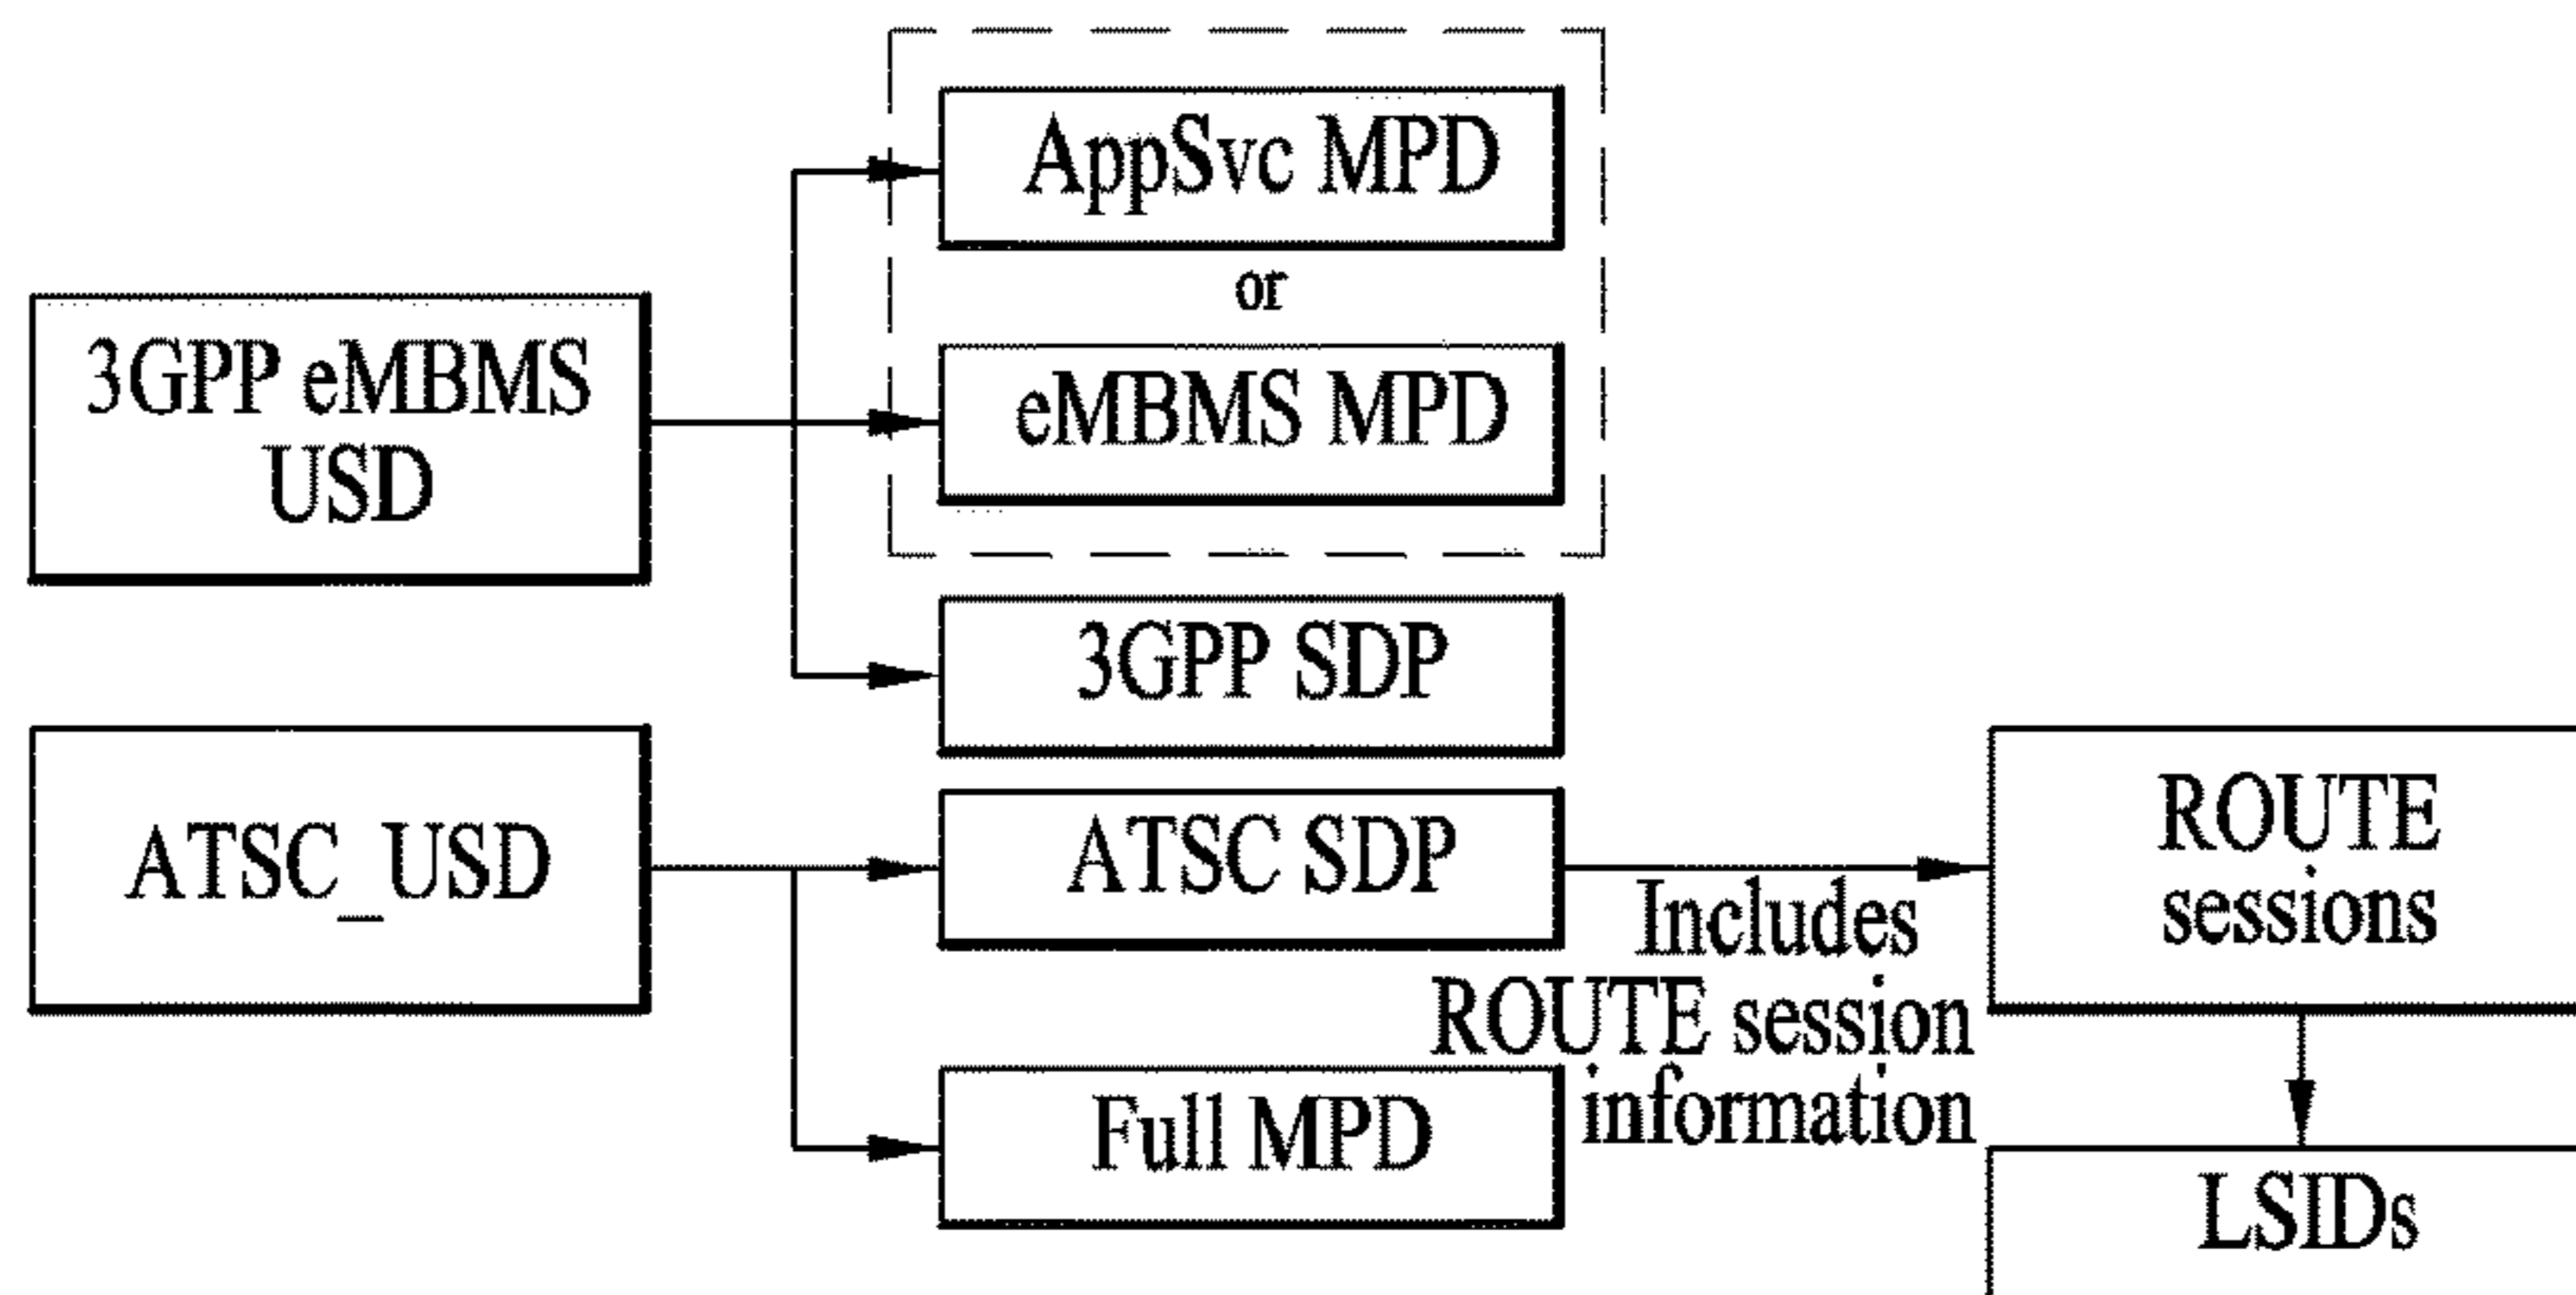 AppSvc MPD
or
3GPP eMBMS
USD
eMBMS MPD
3GPP SDP
ATSC_USD
ATSC SDP
Includes
ROUTE session
information
ROUTE
sessions
Full MPD
LSIDs